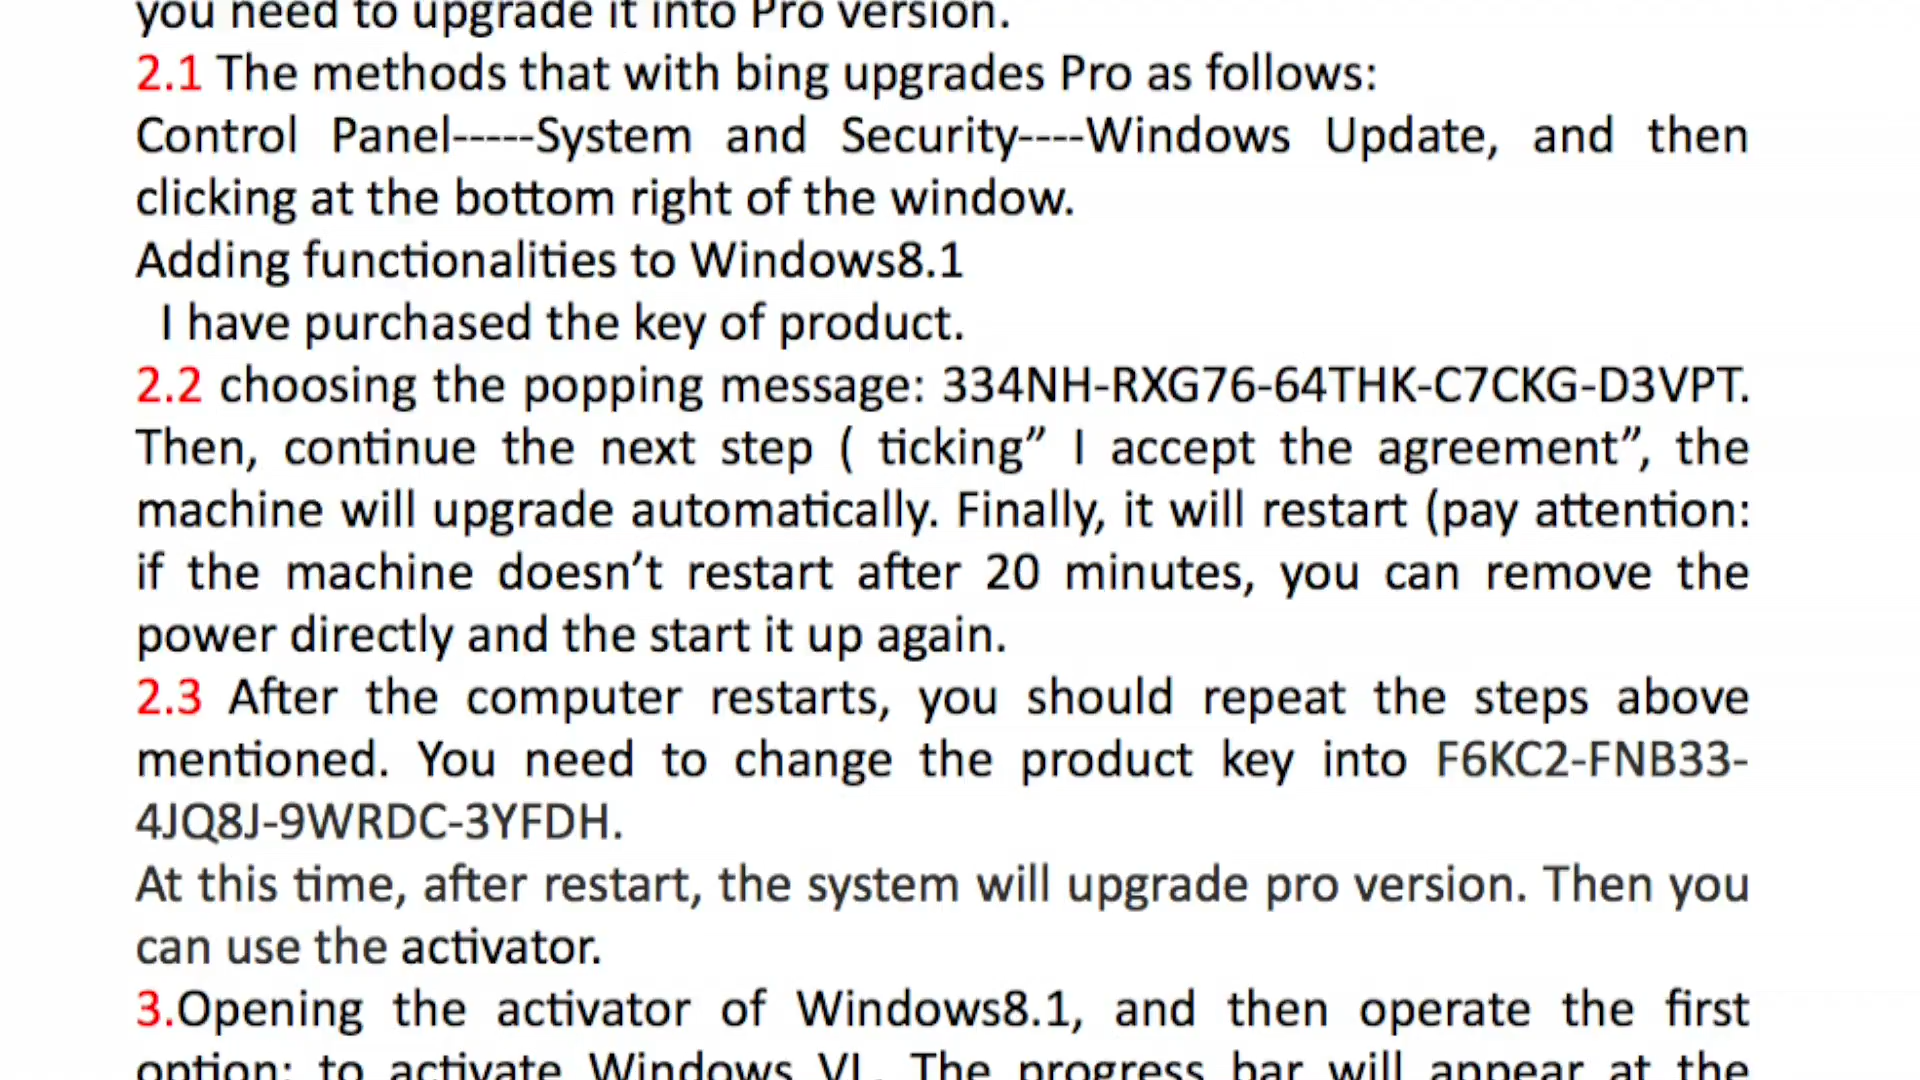 you need to upgrade it into Pro version.
2.1 The methods that with bing upgrades Pro as follows:
Control Panel-----System and Security----Windows Update, and then
clicking at the bottom right of the window.
Adding functionalities to Windows8.1
I have purchased the key of product.
2.2 choosing the popping message: 334NH-RXG76-64THK-C7CKG-D3VPT.
Then, continue the next step ( ticking” I accept the agreement”, the
machine will upgrade automatically. Finally, it will restart (pay attention:
if the machine doesn’t restart after 20 minutes, you can remove the
power directly and the start it up again.
2.3 After the computer restarts, you should repeat the steps above
mentioned. You need to change the product key into F6KC2-FNB33-
4JQ8J-9WRDC-3YFDH.
At this time, after restart, the system will upgrade pro version. Then you
can use the activator.
3.Opening the activator of Windows8.1, and then operate the first
option: to activate Windows VL. The progress bar will appear at the